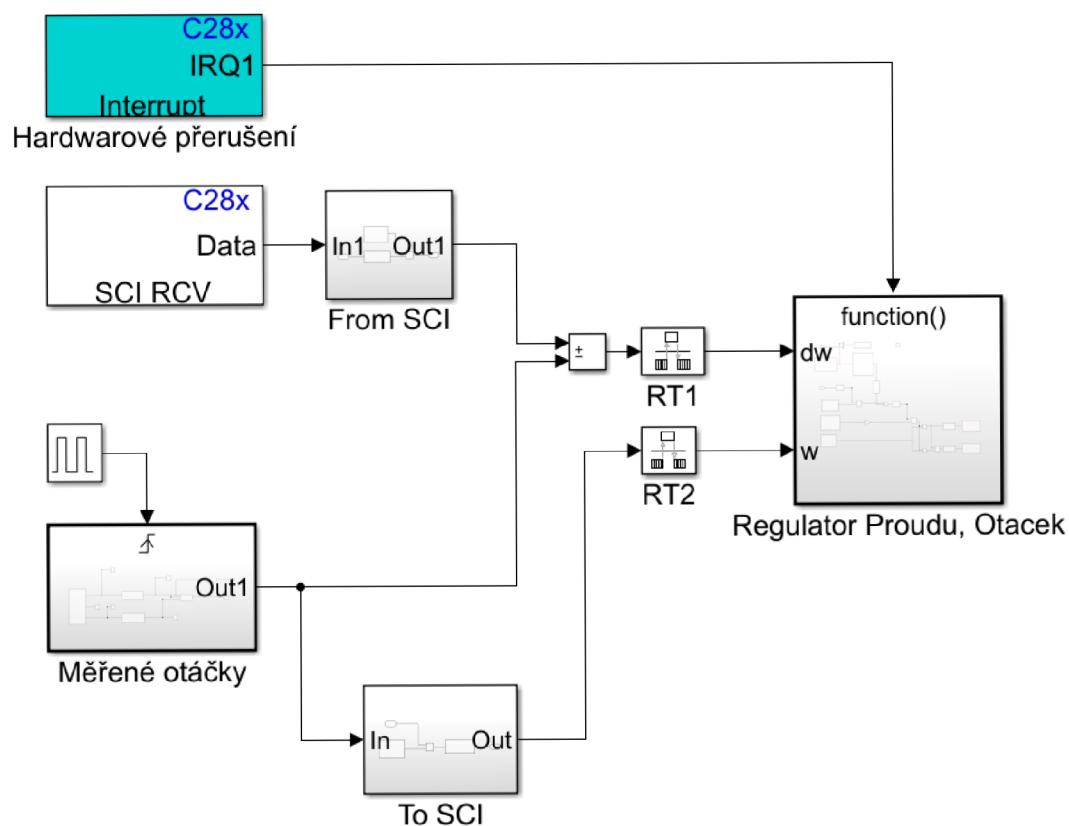 C28x
IRQ1
Interrupt
Hardwarové přerušení
C28x
Data
SCI RCV
In1
Out1
From SCI
±
RT1
RT2
function()
dw
w
Regulator Proudu, Otacek
Out1
Měřené otáčky
In
Out
To SCI